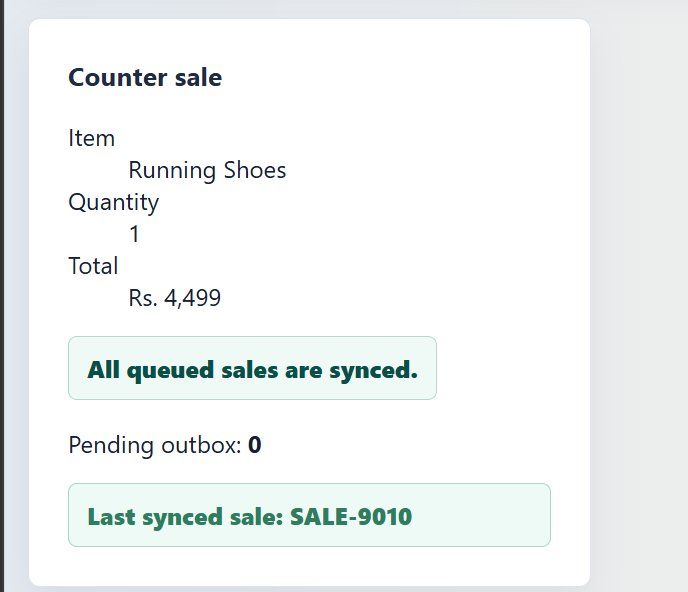 Counter sale
Item
Running Shoes
Quantity
1
Total
Rs. 4,499
All queued sales are synced.
Pending outbox: 0
Last synced sale: SALE-9010